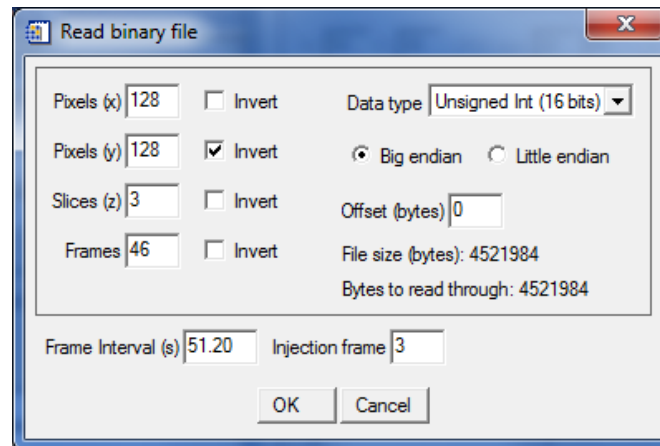 Read binary file
Pixels (x) 128 Invert Data type Unsigned Int (16 bits)
Pixels (y) 128 Invert Big endian Little endian
Slices (z) 3 Invert Offset (bytes) 0
Frames 46 Invert File size (bytes): 4521984
Bytes to read through: 4521984
Frame Interval (s) 51.20 Injection frame 3
OK Cancel